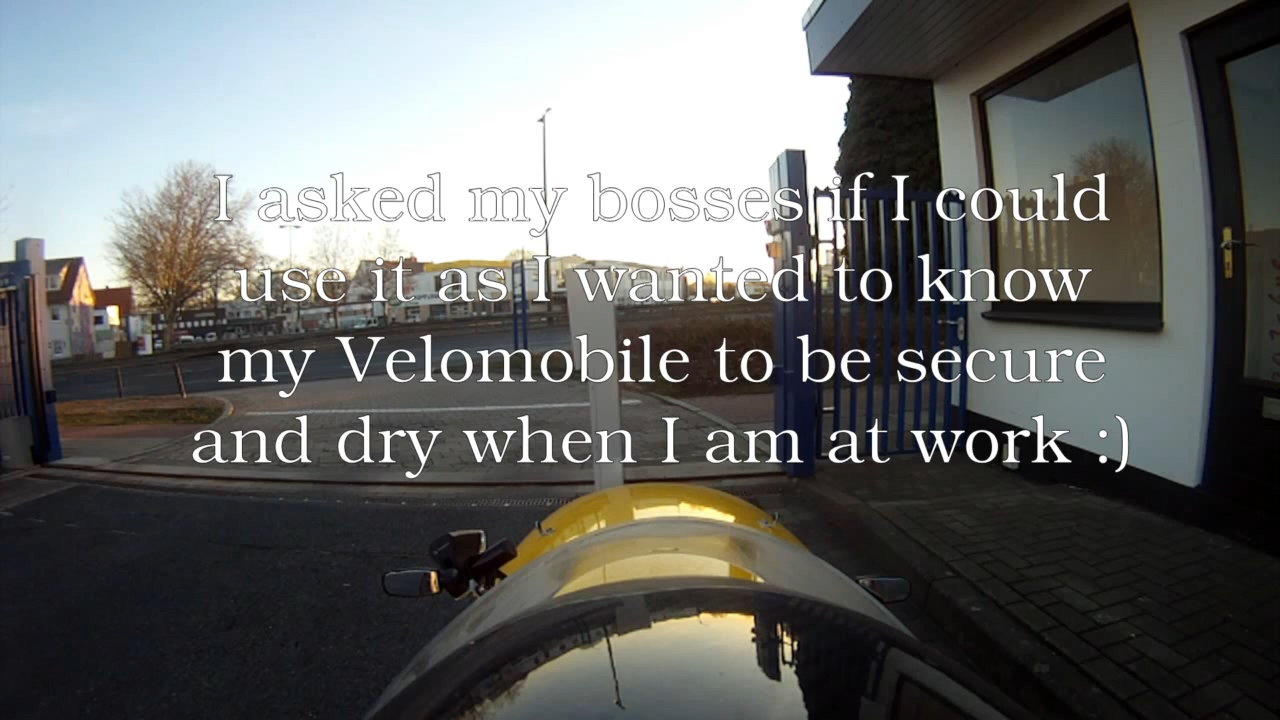 I asked my bosses if I could
use it as I wanted to know
my Velomobile to be secure
and dry when I am at work :)